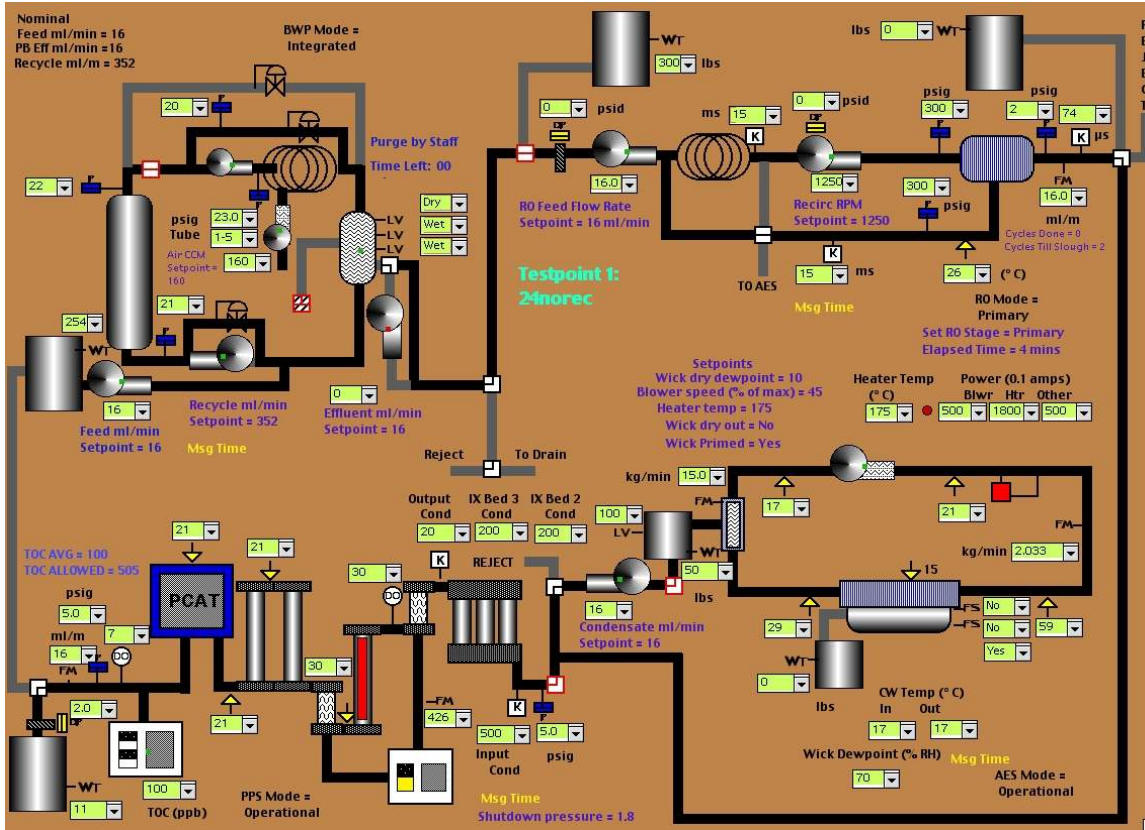 Nominal
Feed ml/min = 16
PB Eff ml/min =16
Recycle ml/m = 352
BWP Mode =
Integrated
20
22
Purge by Staff
Time Left: 00
psig
Tube
23.0
1-5
Air CCM
Setpoint =
160
160
LV
LV
LV
Dry
Wet
Wet
21
254
WT
16
Feed ml/min
Setpoint = 16
Recycle ml/min
Setpoint = 352
Msg Time
0
Effluent ml/min
Setpoint = 16
WT
300 lbs
0 psid
DP
16.0
RO Feed Flow Rate
Setpoint = 16 ml/min
ms 15
K
0 psid
DP
1250
Recirc RPM
Setpoint = 1250
lbs 0 WT
psig
300
psig
2
74
K µs
300
psig
FM
16.0
ml/m
Cycles Done = 0
Cycles Till Slough = 2
26 (° C)
K
15 ms
TO AES
Msg Time
RO Mode =
Primary
Set RO Stage = Primary
Elapsed Time = 4 mins
Testpoint 1:
24norec
Setpoints
Wick dry dewpoint = 10
Blower speed (% of max) = 45
Heater temp = 175
Wick dry out = No
Wick Primed = Yes
Heater Temp
(° C)
175
Power (0.1 amps)
Blwr Htr Other
500 1800 500
Reject To Drain
kg/min 15.0
FM
17
21
FM
kg/min 2.033
15
29
FS
FS
No
No
Yes
59
WT
0
lbs
CW Temp (° C)
In Out
17 17
Wick Dewpoint (% RH)
70
Msg Time
AES Mode =
Operational
Output
Cond
20
IX Bed 3
Cond
200
IX Bed 2
Cond
200
100
LV
WT
50
lbs
REJECT
K
16
Condensate ml/min
Setpoint = 16
TOC AVG = 100
TOC ALLOWED = 505
psig
5.0
ml/m
16
7
FM
DO
PCAT
21
21
30
DO
30
21
2.0
DP
WT
11
100
TOC (ppb)
PPS Mode =
Operational
FM
426
500
Input
Cond
K
5.0
psig
Msg Time
Shutdown pressure = 1.8